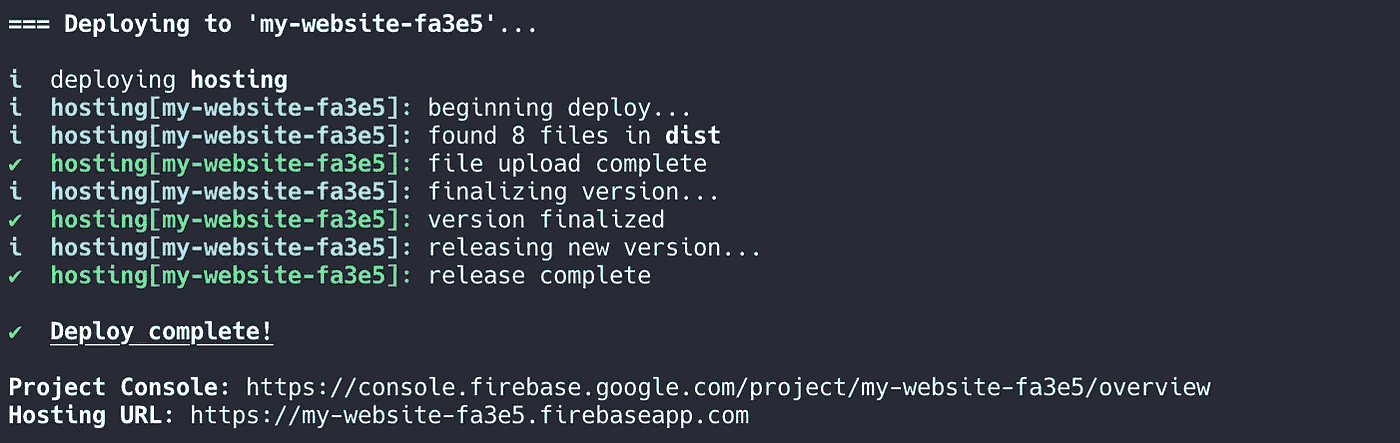 === Deploying to 'my-website-fa3e5'...
i deploying hosting
i hosting[my-website-fa3e5]: beginning deploy...
i hosting[my-website-fa3e5]: found 8 files in dist
✔ hosting[my-website-fa3e5]: file upload complete
i hosting[my-website-fa3e5]: finalizing version...
✔ hosting[my-website-fa3e5]: version finalized
i hosting[my-website-fa3e5]: releasing new version...
✔ hosting[my-website-fa3e5]: release complete
✔ Deploy complete!
Project Console: https://console.firebase.google.com/project/my-website-fa3e5/overview
Hosting URL: https://my-website-fa3e5.firebaseapp.com